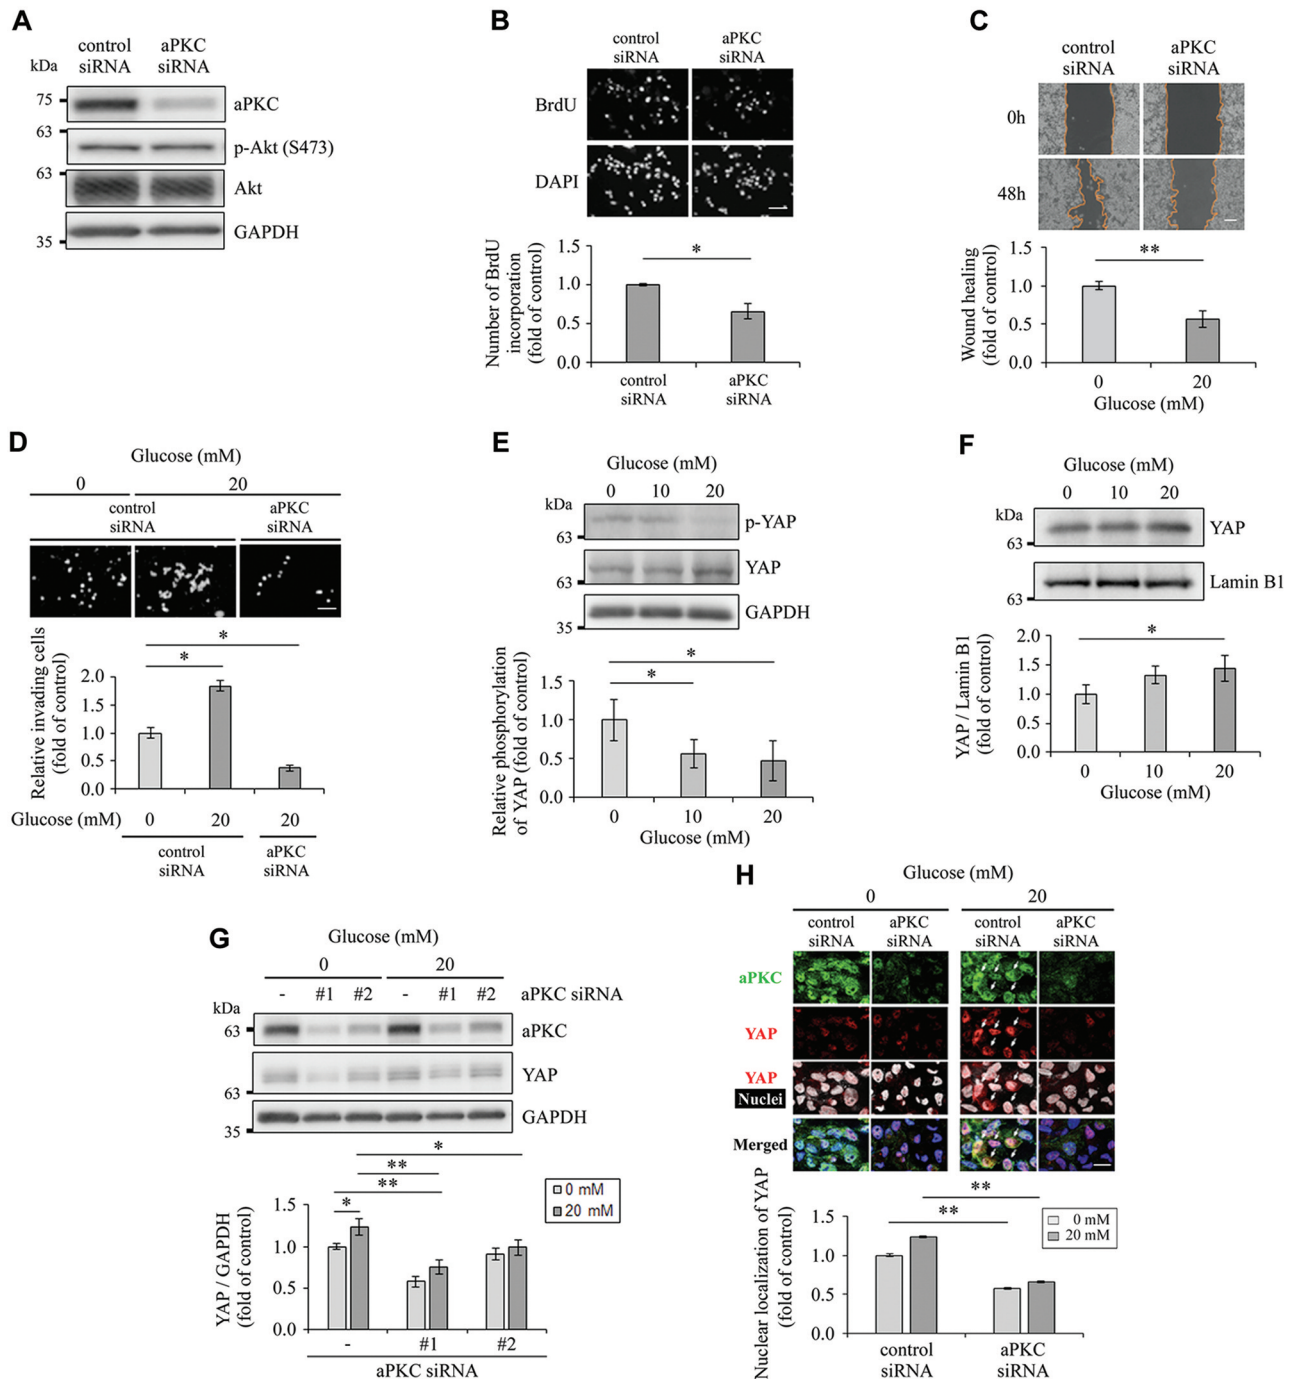 A
control
siRNA
aPKC
siRNA
kDa
75
aPKC
63
p-Akt (S473)
63
Akt
35
GAPDH
B
control
siRNA
aPKC
siRNA
BrdU
DAPI
*
Number of BrdU
incorporation
(fold of control)
1.5
1.0
0.5
0.0
control
siRNA
aPKC
siRNA
C
control
siRNA
aPKC
siRNA
0h
48h
**
Wound healing
(fold of control)
1.5
1.0
0.5
0.0
0
20
Glucose (mM)
D
Glucose (mM)
0
20
control
siRNA
aPKC
siRNA
*
*
Relative invading cells
(fold of control)
2.0
1.0
0.5
0.0
Glucose (mM)
0
20
20
control
siRNA
aPKC
siRNA
E
Glucose (mM)
kDa
0
10
20
p-YAP
63
YAP
63
GAPDH
35
*
*
Relative phosphorylation
of YAP (fold of control)
1.5
1.0
0.5
0.0
0
10
20
Glucose (mM)
F
Glucose (mM)
0
10
20
kDa
YAP
63
Lamin B1
63
*
YAP / Lamin B1
(fold of control)
2.0
1.5
1.0
0.5
0.0
0
10
20
Glucose (mM)
G
Glucose (mM)
0
20
- #1 #2 - #1 #2 aPKC siRNA
kDa
63
aPKC
YAP
63
GAPDH
35
*
**
**
*
0 mM
20 mM
YAP / GAPDH
(fold of control)
1.5
1.0
0.5
0.0
-
#1
#2
aPKC siRNA
H
Glucose (mM)
0
20
control
siRNA
aPKC
siRNA
control
siRNA
aPKC
siRNA
aPKC
YAP
YAP
Nuclei
Merged
**
**
0 mM
20 mM
Nuclear localization of YAP
(fold of control)
1.5
1.0
0.5
0.0
control
siRNA
aPKC
siRNA